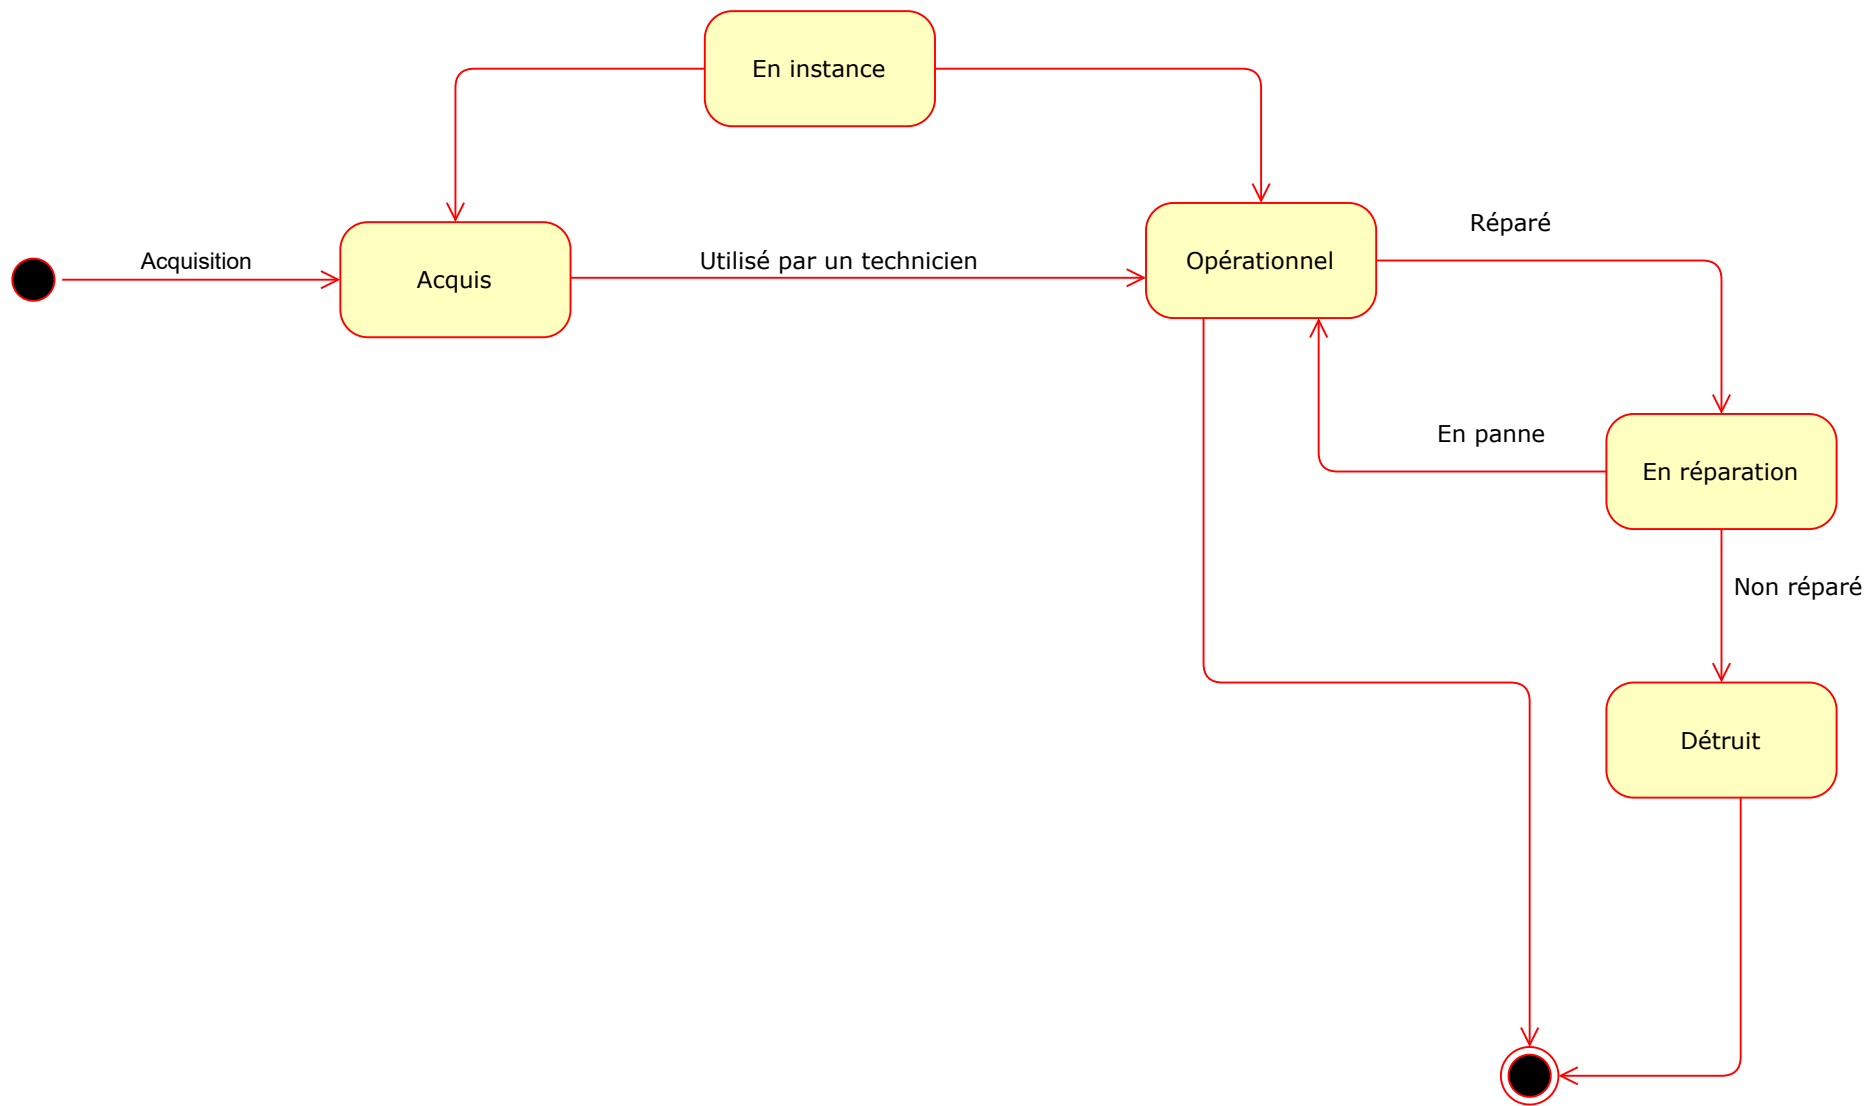 En instance
Acquisition
Acquis
Utilisé par un technicien
Opérationnel
Réparé
En panne
En réparation
Non réparé
Détruit